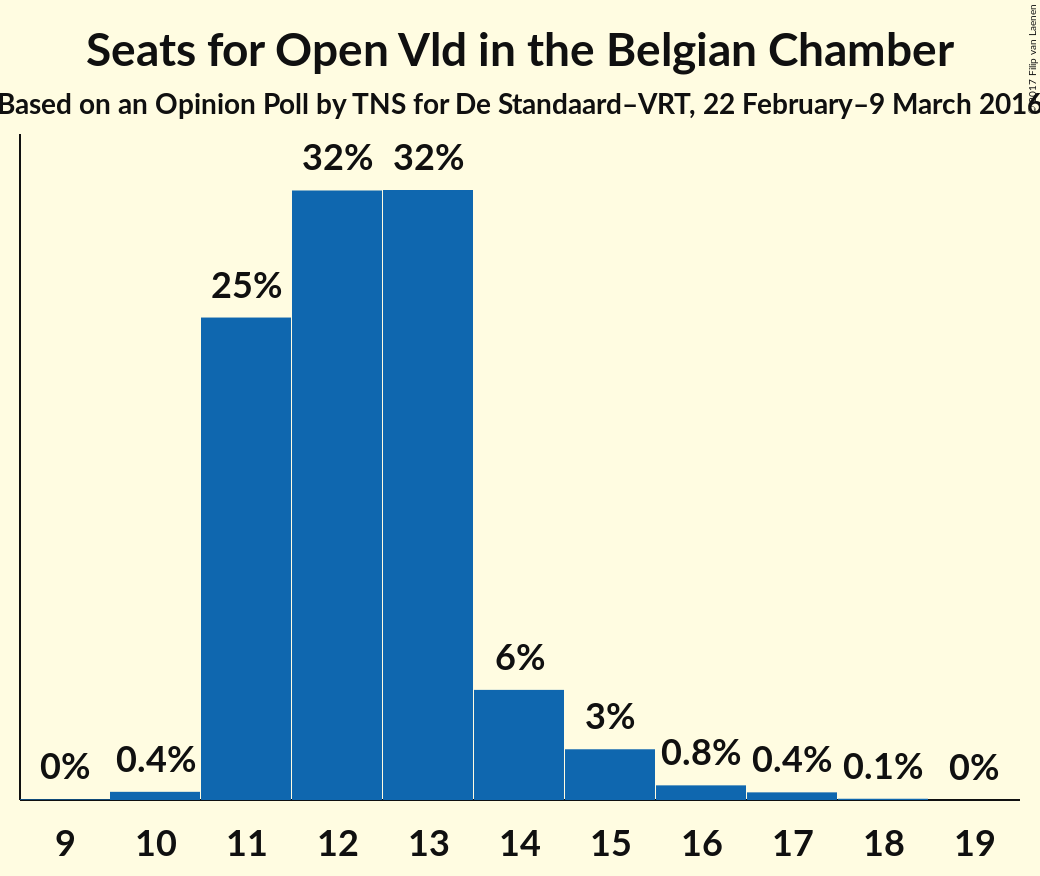 Seats for Open Vld in the Belgian Chamber
Based on an Opinion Poll by TNS for De Standaard–VRT, 22 February–9 March 2016
© 2017 Filip van Laenen
32% 32%
25%
6%
3%
0% 0.4% 0.8% 0.4% 0.1% 0%
9 10 11 12 13 14 15 16 17 18 19